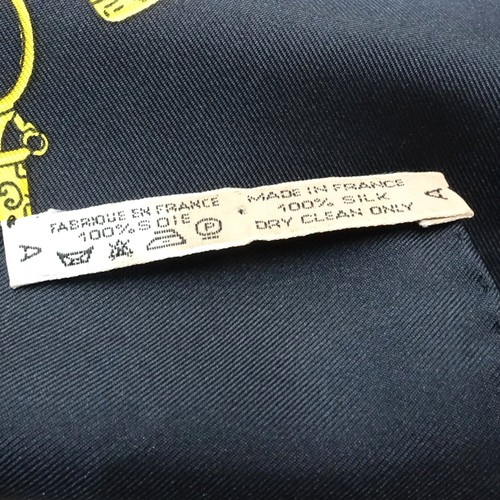 FABRIQUE EN FRANCE
100% SOIE
P
A
MADE IN FRANCE
100% SILK
DRY CLEAN ONLY
A